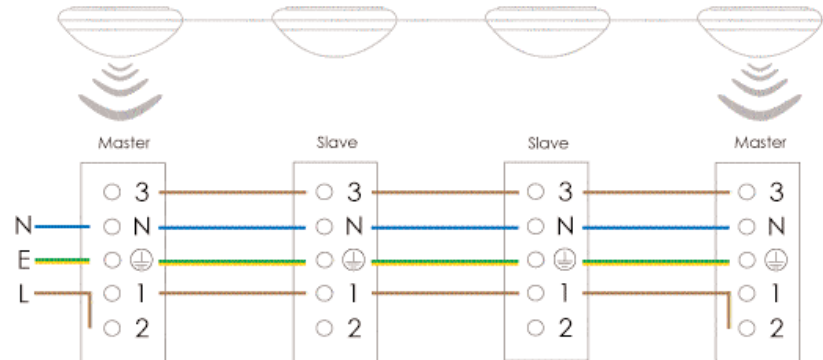 Master Slave Slave Master
3 3 3 3
N N N N N
E
L 1 1 1 1
2 2 2 2